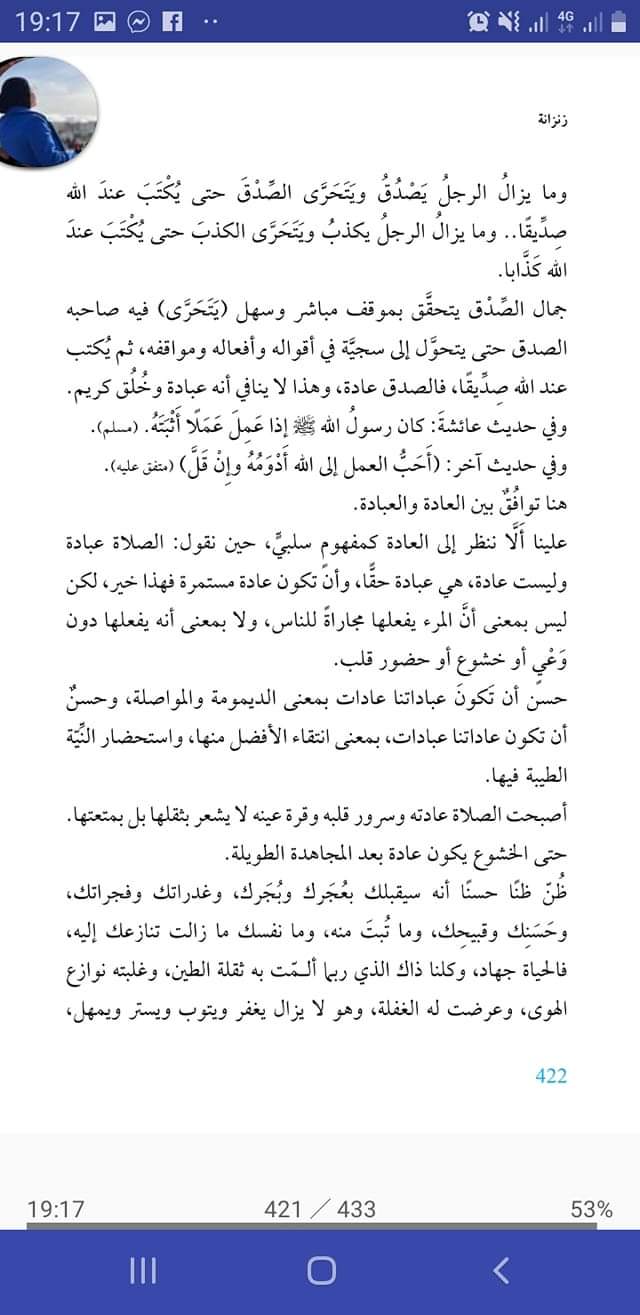 19:17
4G
زنزانة
وما يزالُ الرجلُ يَصْدُقُ ويَتَحَرَّى الصِّدْقَ حتى يُكْتَبَ عندَ الله
صِدِّيقًا.. وما يزالُ الرجلُ يكذبُ ويَتَحَرَّى الكذبَ حتى يُكْتَبَ عندَ
الله كَذَّابا.
جمال الصِّدْق يتحقَّق بموقف مباشر وسهل (يَتَحَرَّى) فيه صاحبه
الصدق حتى يتحوَّل إلى سجيَّة في أقواله وأفعاله ومواقفه، ثم يُكتب
عند الله صِدِّيقًا، فالصدق عادة، وهذا لا ينافي أنه عبادة وخُلُق كريم.
وفي حديث عائشةَ: كان رسولُ الله ﷺ إذا عَمِلَ عَمَلًا أَثْبَتَهُ. (مسلم).
وفي حديث آخر: (أَحَبُّ العمل إلى الله أَدْوَمُهُ وإنْ قَلَّ) (متفق عليه).
هنا توافُقٌ بين العادة والعبادة.
علينا أَلَّا ننظر إلى العادة كمفهومٍ سلبيٍّ، حين نقول: الصلاة عبادة
وليست عادة، هي عبادة حقًّا، وأن تكون عادة مستمرة فهذا خير، لكن
ليس بمعنى أنَّ المرء يفعلها مجاراةً للناس، ولا بمعنى أنه يفعلها دون
وَعْيٍ أو خشوع أو حضور قلب.
حسن أن تَكونَ عباداتنا عادات بمعنى الديمومة والمواصلة، وحسنٌ
أن تكون عاداتنا عبادات، بمعنى انتقاء الأفضل منها، واستحضار النِّيّة
الطيبة فيها.
أصبحت الصلاة عادته وسرور قلبه وقرة عينه لا يشعر بثقلها بل بمتعتها.
حتى الخشوع يكون عادة بعد المجاهدة الطويلة.
ظُنّ ظنًا حسنًا أنه سيقبلك بعُجَرك وبُجَرك، وغدراتك وفجراتك،
وحَسَنِك وقبيحِك، وما تُبتَ منه، وما نفسك ما زالت تنازعك إليه،
فالحياة جهاد، وكلنا ذاك الذي ربما ألـمّت به ثقلة الطين، وغلبته نوازع
الهوى، وعرضت له الغفلة، وهو لا يزال يغفر ويتوب ويستر ويمهل،
422
19:17
421 / 433
53%